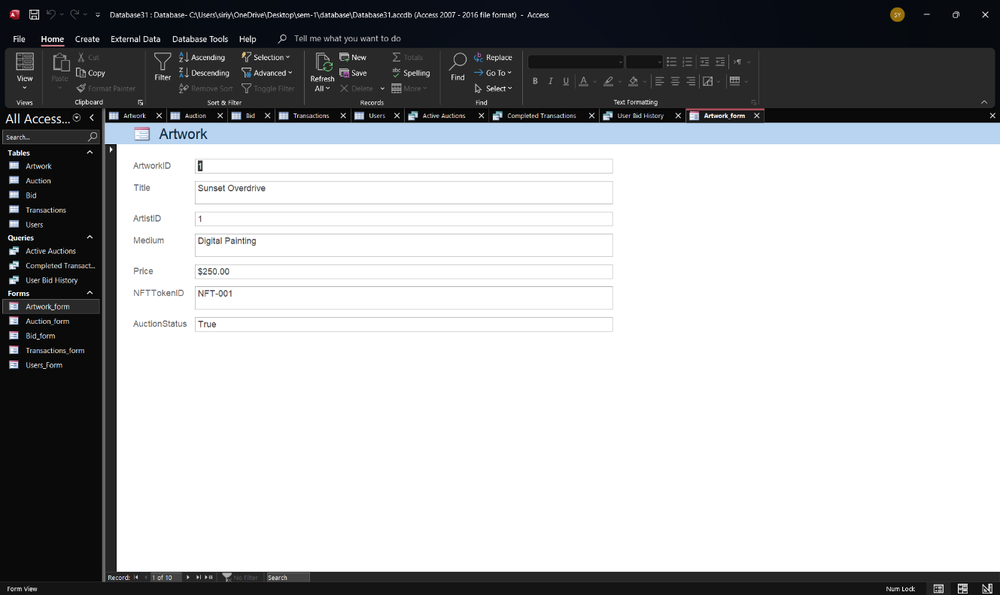 Database31 : Database- C:\Users\siriy\OneDrive\Desktop\sem-1\database\Database31.accdb (Access 2007 - 2016 file format) - Access
SY
File Home Create External Data Database Tools Help Tell me what you want to do
View
Views
Paste
Cut
Copy
Format Painter
Clipboard
Filter
Ascending
Descending
Remove Sort
Selection
Advanced
Toggle Filter
Sort & Filter
Refresh
All
New
Save
Delete
Totals
Spelling
More
Records
Find
Replace
Go To
Select
Find
B I U
Text Formatting
All Access...
Search...
Tables
Artwork
Auction
Bid
Transactions
Users
Queries
Active Auctions
Completed Transact...
User Bid History
Forms
Artwork_form
Auction_form
Bid_form
Transactions_form
Users_Form
Artwork Auction Bid Transactions Users Active Auctions Completed Transactions User Bid History Artwork_form
Artwork
ArtworkID 1
Title Sunset Overdrive
ArtistID 1
Medium Digital Painting
Price $250.00
NFTTokenID NFT-001
AuctionStatus True
Record: 1 of 10 No Filter Search
Form View Num Lock